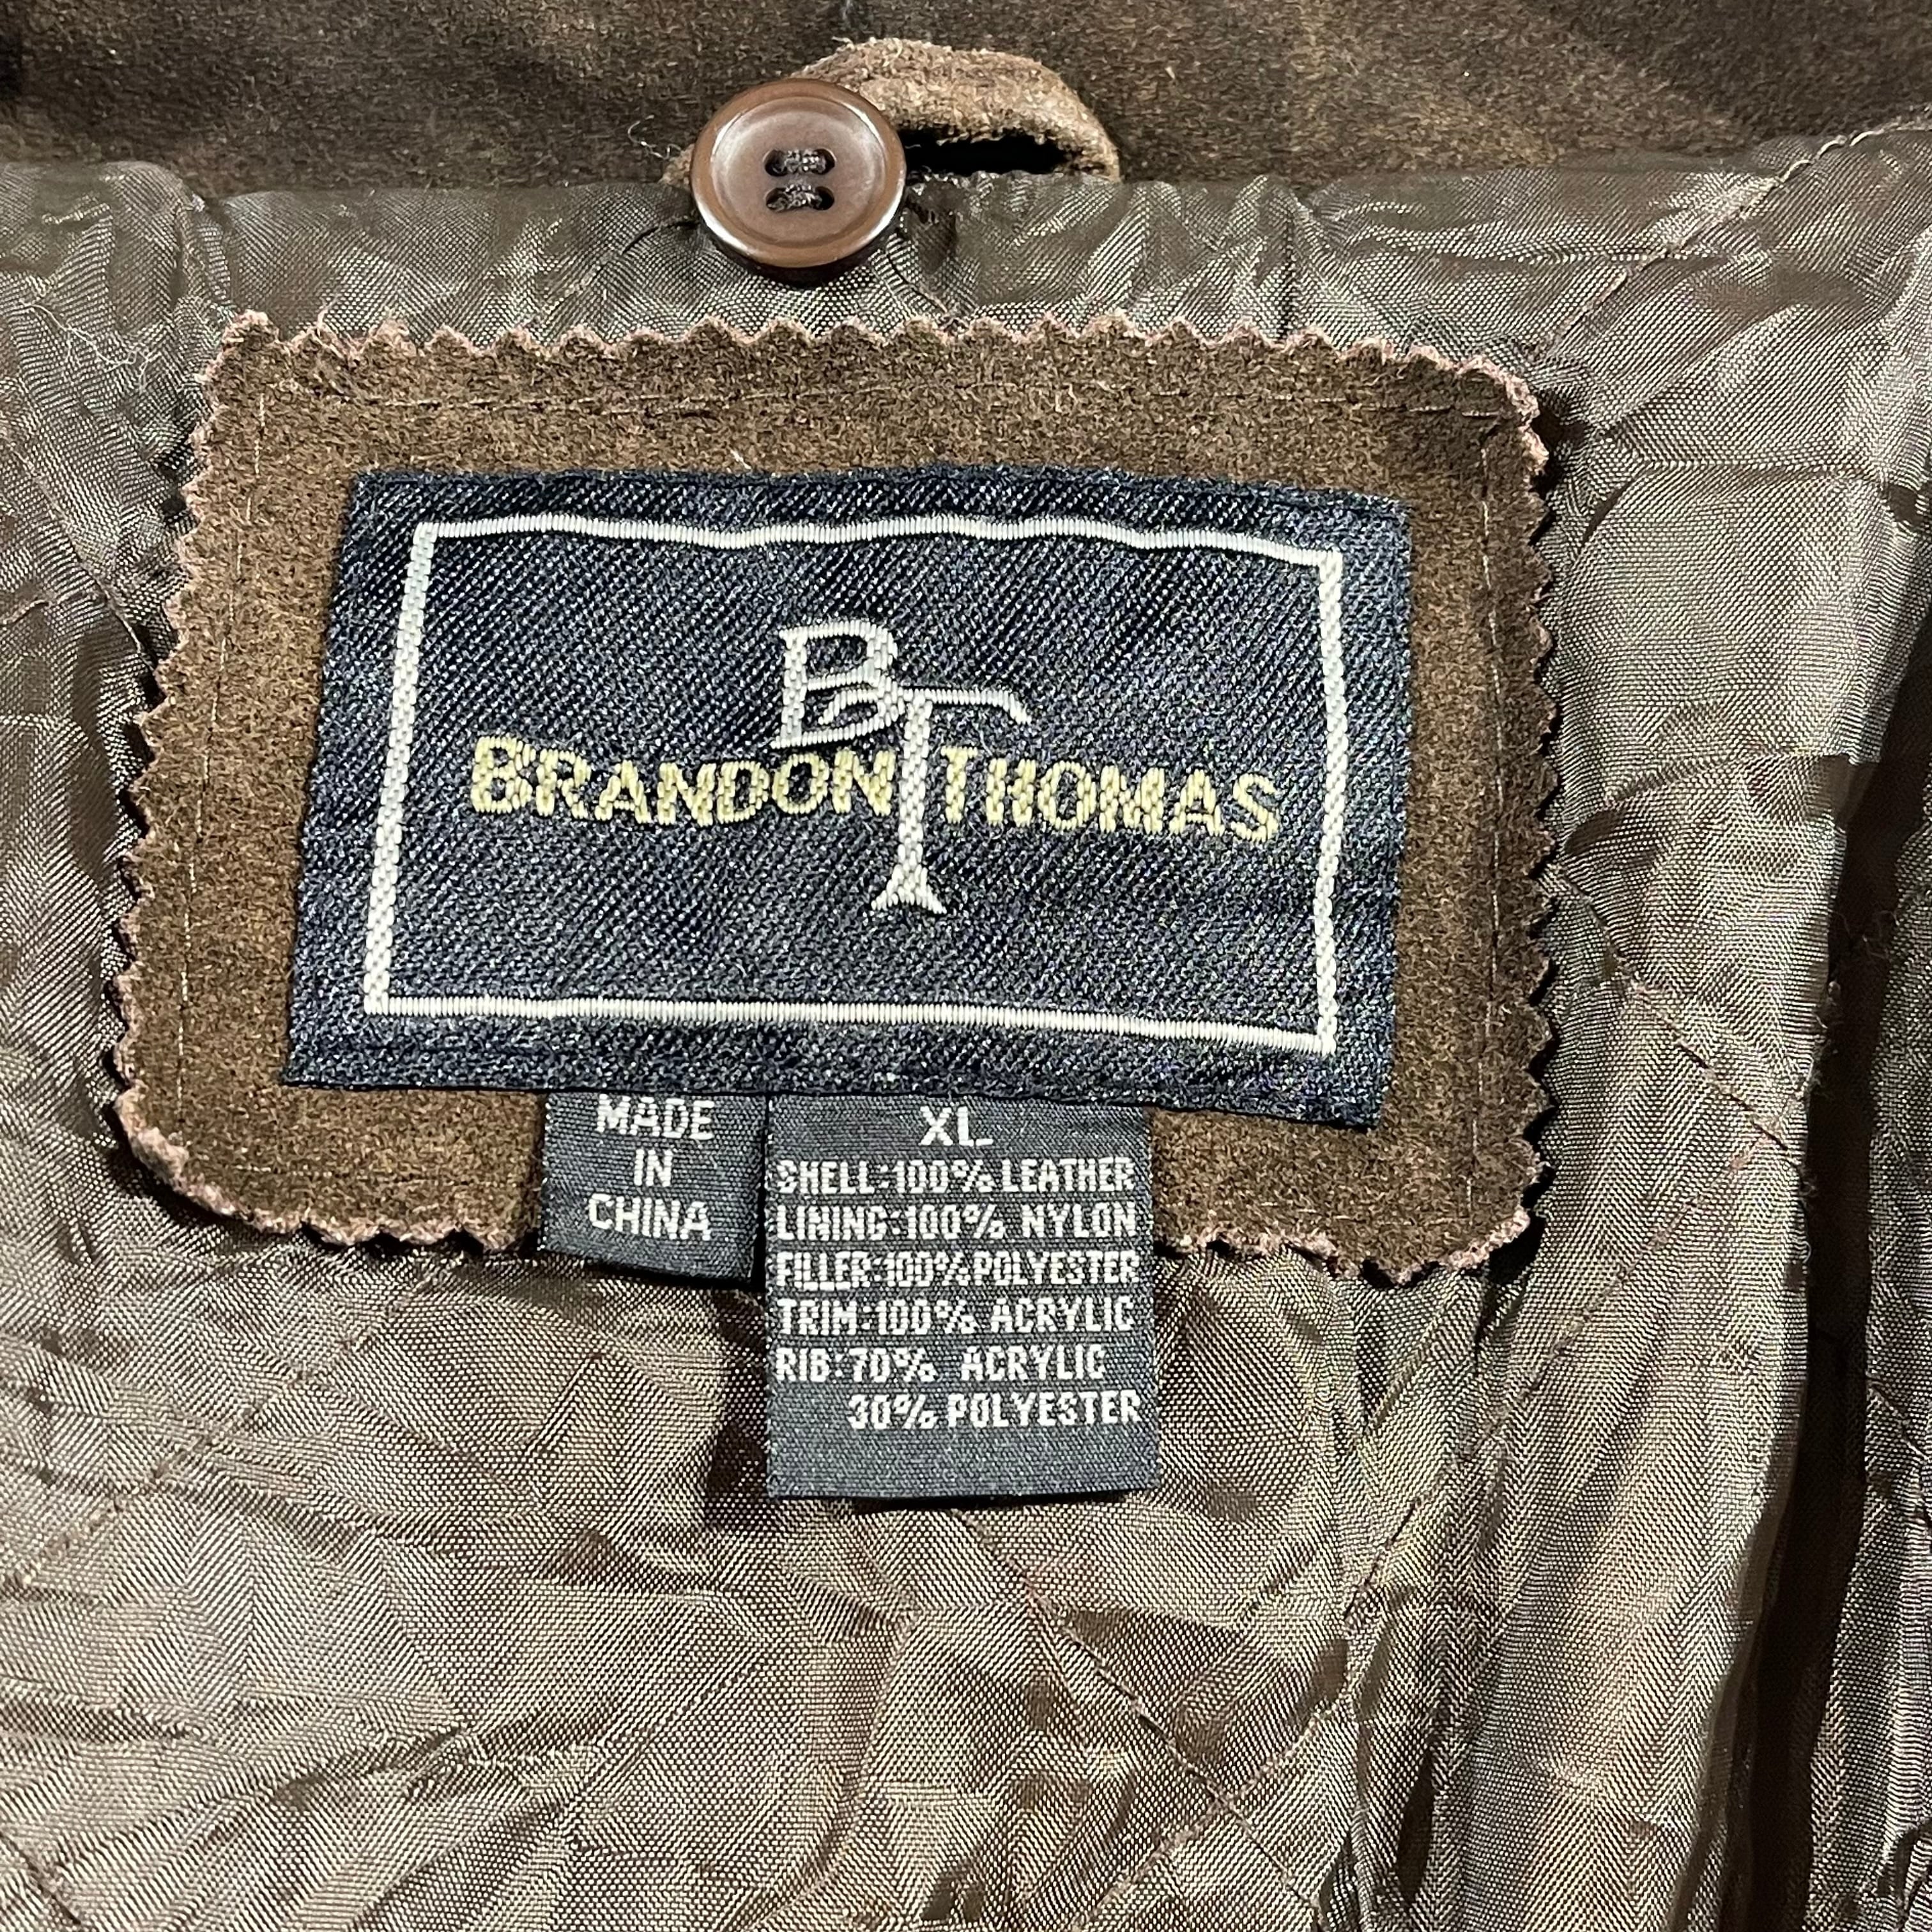 BT
BRANDON THOMAS
MADE
IN
CHINA
XL
SHELL:100% LEATHER
LINING:100% NYLON
FILLER:100% POLYESTER
TRIM:100% ACRYLIC
RIB:70% ACRYLIC
30% POLYESTER